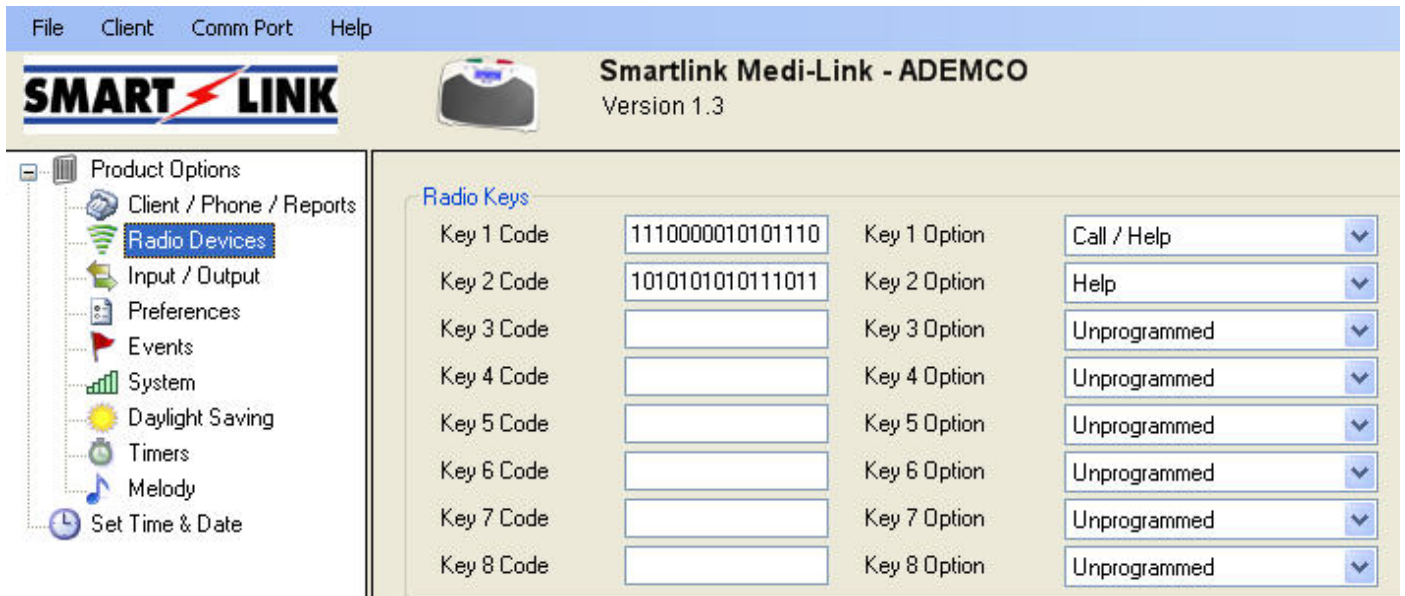 File Client Comm Port Help
SMART LINK
Smartlink Medi-Link - ADEMCO
Version 1.3
Product Options
Client / Phone / Reports
Radio Devices
Input / Output
Preferences
Events
System
Daylight Saving
Timers
Melody
Set Time & Date
Radio Keys
Key 1 Code 1110000010101110 Key 1 Option Call / Help
Key 2 Code 1010101010111011 Key 2 Option Help
Key 3 Code Key 3 Option Unprogrammed
Key 4 Code Key 4 Option Unprogrammed
Key 5 Code Key 5 Option Unprogrammed
Key 6 Code Key 6 Option Unprogrammed
Key 7 Code Key 7 Option Unprogrammed
Key 8 Code Key 8 Option Unprogrammed